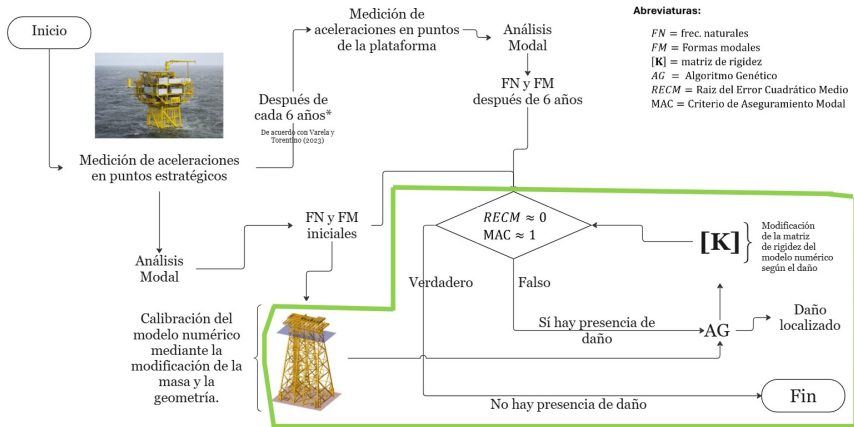 Inicio
Medición de aceleraciones
en puntos estratégicos
Después de
cada 6 años*
De acuerdo con Varela y
Torentino (2023)
Medición de
aceleraciones en puntos
de la plataforma
Análisis
Modal
FN y FM
después de 6 años
Abreviaturas:
FN = frec. naturales
FM = Formas modales
[K] = matriz de rigidez
AG = Algoritmo Genético
RECM = Raiz del Error Cuadrático Medio
MAC = Criterio de Aseguramiento Modal
Análisis
Modal
FN y FM
iniciales
Calibración del
modelo numérico
mediante la
modificación de la
masa y la
geometría.
RECM ≈ 0
MAC ≈ 1
Verdadero
Falso
[K]
Modificación
de la matriz
de rigidez del
modelo numérico
según el daño
Sí hay presencia de
daño
AG
Daño
localizado
No hay presencia de daño
Fin